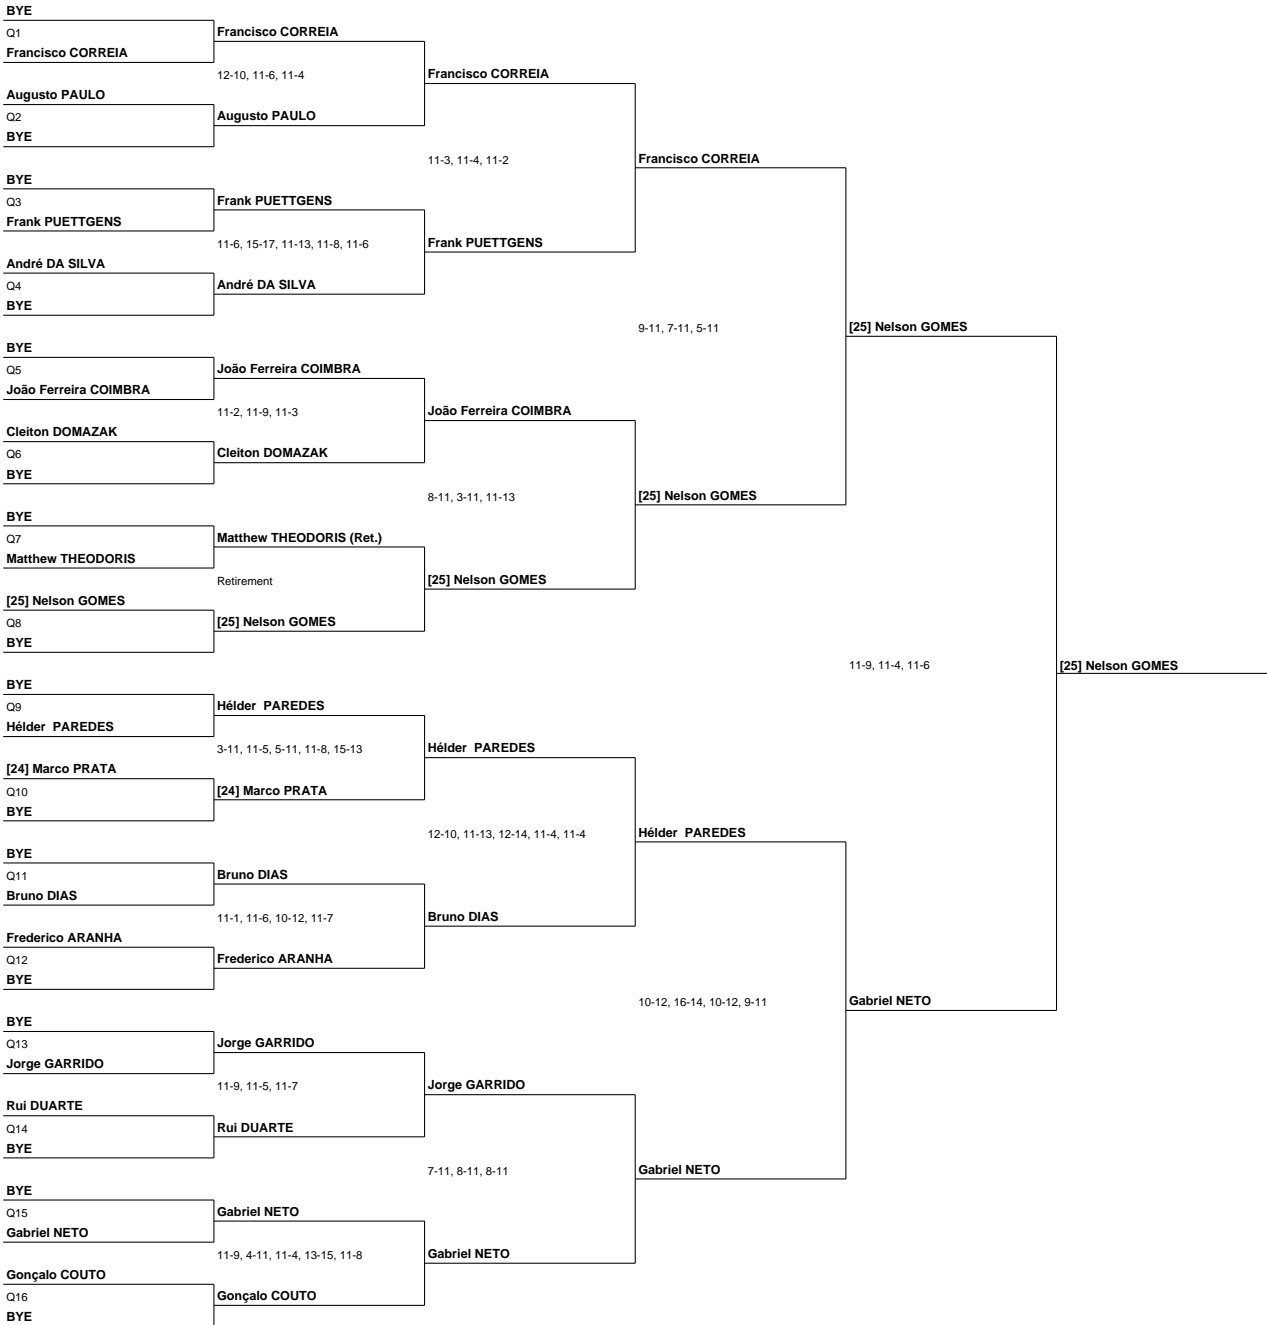 BYE
Q1
Francisco CORREIA
Francisco CORREIA
12-10, 11-6, 11-4
Francisco CORREIA
Augusto PAULO
Q2
Augusto PAULO
BYE
11-3, 11-4, 11-2
Francisco CORREIA
BYE
Q3
Frank PUETTGENS
Frank PUETTGENS
11-6, 15-17, 11-13, 11-8, 11-6
Frank PUETTGENS
André DA SILVA
Q4
André DA SILVA
BYE
9-11, 7-11, 5-11
[25] Nelson GOMES
BYE
Q5
João Ferreira COIMBRA
João Ferreira COIMBRA
11-2, 11-9, 11-3
João Ferreira COIMBRA
Cleiton DOMAZAK
Q6
Cleiton DOMAZAK
BYE
8-11, 3-11, 11-13
[25] Nelson GOMES
BYE
Q7
Matthew THEODORIS (Ret.)
Matthew THEODORIS
Retirement
[25] Nelson GOMES
[25] Nelson GOMES
Q8
[25] Nelson GOMES
BYE
11-9, 11-4, 11-6
[25] Nelson GOMES
BYE
Q9
Hélder  PAREDES
Hélder  PAREDES
3-11, 11-5, 5-11, 11-8, 15-13
Hélder  PAREDES
[24] Marco PRATA
Q10
[24] Marco PRATA
BYE
12-10, 11-13, 12-14, 11-4, 11-4
Hélder  PAREDES
BYE
Q11
Bruno DIAS
Bruno DIAS
11-1, 11-6, 10-12, 11-7
Bruno DIAS
Frederico ARANHA
Q12
Frederico ARANHA
BYE
10-12, 16-14, 10-12, 9-11
Gabriel NETO
BYE
Q13
Jorge GARRIDO
Jorge GARRIDO
11-9, 11-5, 11-7
Jorge GARRIDO
Rui DUARTE
Q14
Rui DUARTE
BYE
7-11, 8-11, 8-11
Gabriel NETO
BYE
Q15
Gabriel NETO
Gabriel NETO
11-9, 4-11, 11-4, 13-15, 11-8
Gabriel NETO
Gonçalo COUTO
Q16
Gonçalo COUTO
BYE